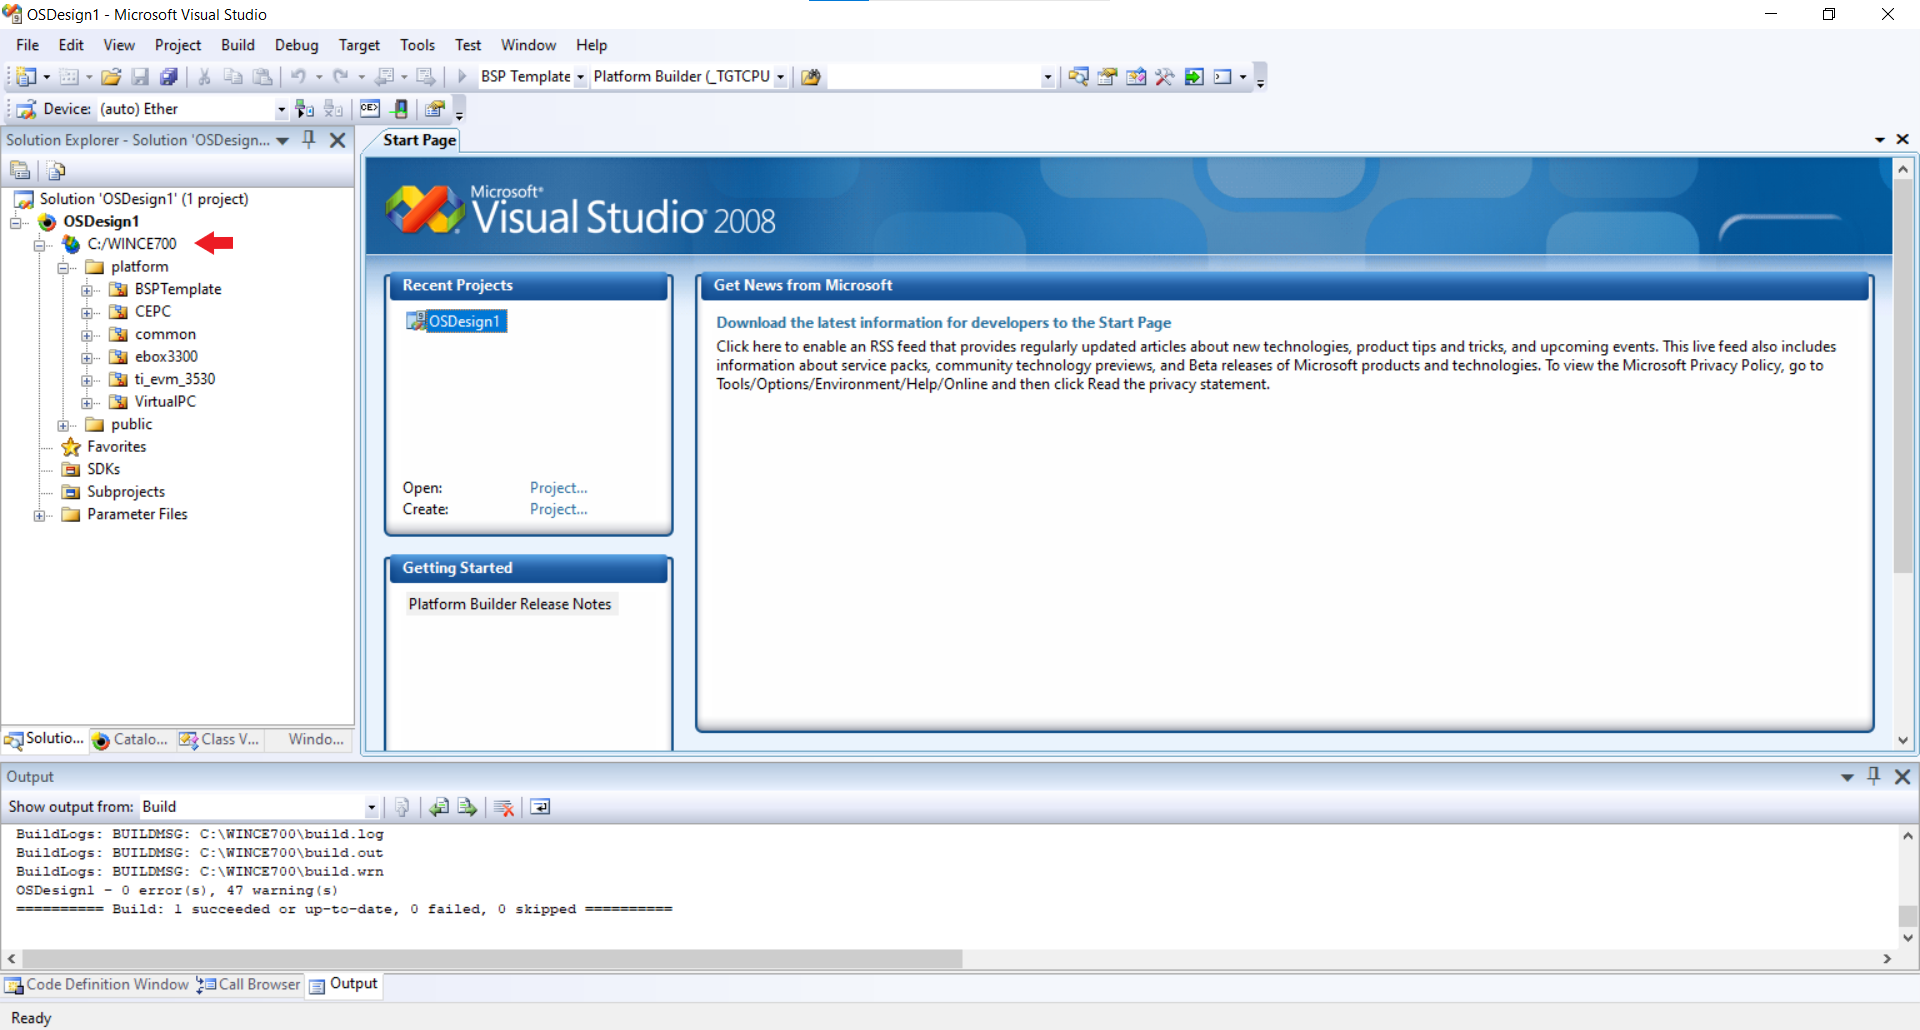 OSDesign1 - Microsoft Visual Studio
File Edit View Project Build Debug Target Tools Test Window Help
BSP Template Platform Builder (_TGTCPU
Device: (auto) Ether
Solution Explorer - Solution 'OSDesign...
Solution 'OSDesign1' (1 project)
OSDesign1
C:/WINCE700
platform
BSPTemplate
CEPC
common
ebox3300
ti_evm_3530
VirtualPC
public
Favorites
SDKs
Subprojects
Parameter Files
Solutio... Catalo... Class V... Windo...
Start Page
Microsoft®
Visual Studio® 2008
Recent Projects
OSDesign1
Open: Project...
Create: Project...
Getting Started
Platform Builder Release Notes
Get News from Microsoft
Download the latest information for developers to the Start Page
Click here to enable an RSS feed that provides regularly updated articles about new technologies, product tips and tricks, and upcoming events. This live feed also includes
information about service packs, community technology previews, and Beta releases of Microsoft products and technologies. To view the Microsoft Privacy Policy, go to
Tools/Options/Environment/Help/Online and then click Read the privacy statement.
Output
Show output from: Build
BuildLogs: BUILDMSG: C:\WINCE700\build.log
BuildLogs: BUILDMSG: C:\WINCE700\build.out
BuildLogs: BUILDMSG: C:\WINCE700\build.wrn
OSDesign1 - 0 error(s), 47 warning(s)
========== Build: 1 succeeded or up-to-date, 0 failed, 0 skipped ==========
Code Definition Window Call Browser Output
Ready